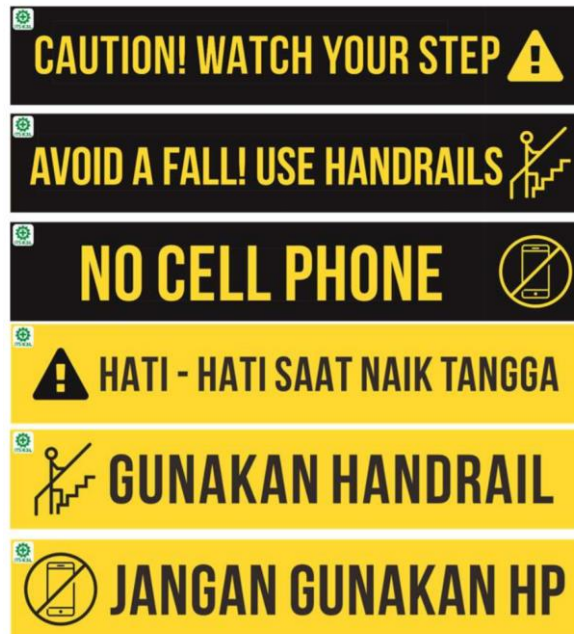 CAUTION! WATCH YOUR STEP
AVOID A FALL! USE HANDRAILS
NO CELL PHONE
HATI - HATI SAAT NAIK TANGGA
GUNAKAN HANDRAIL
JANGAN GUNAKAN HP